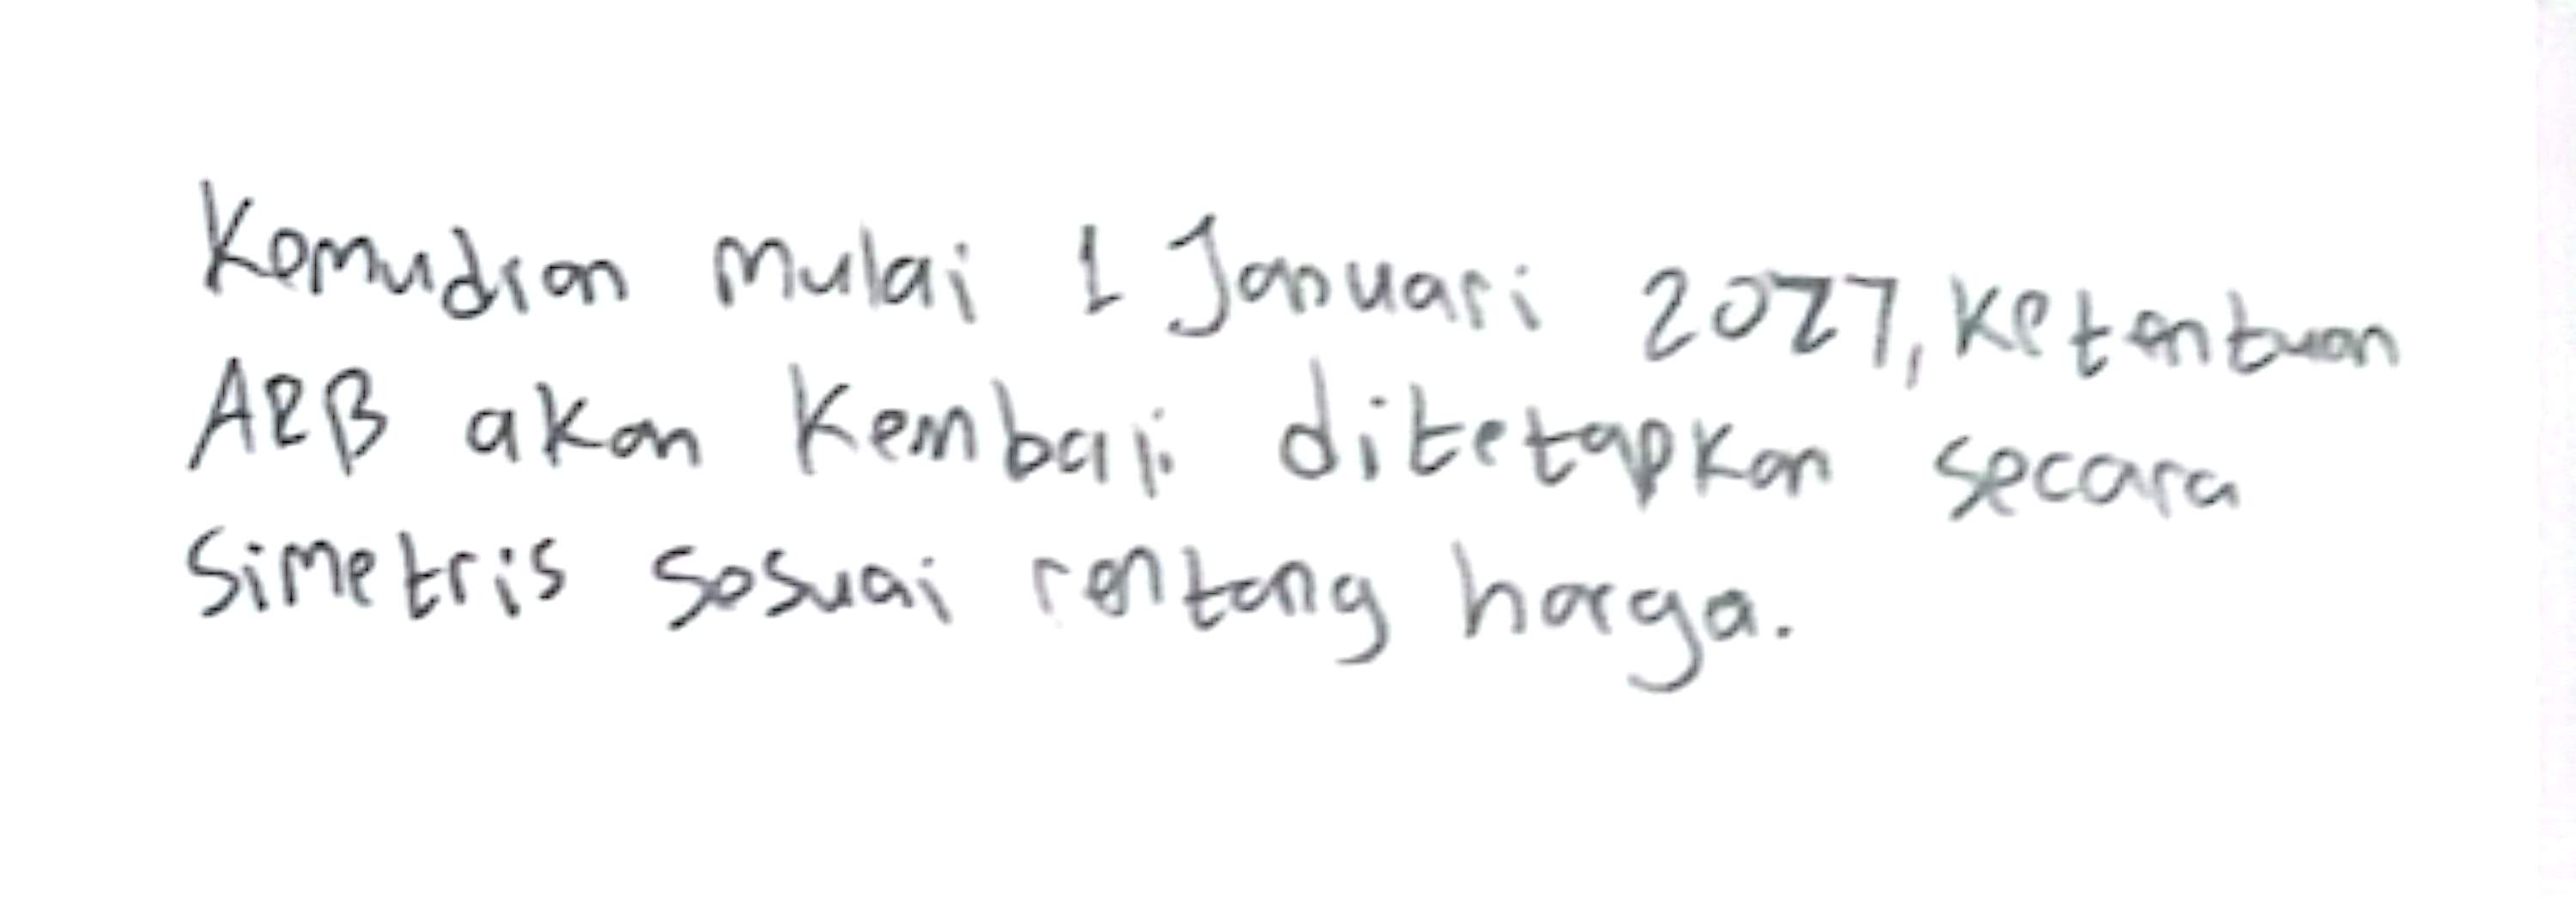 Kemudian mulai 1 Januari 2027, ketentuan
ARB akan kembali ditetapkan secara
Simetris sesuai rentang harga.